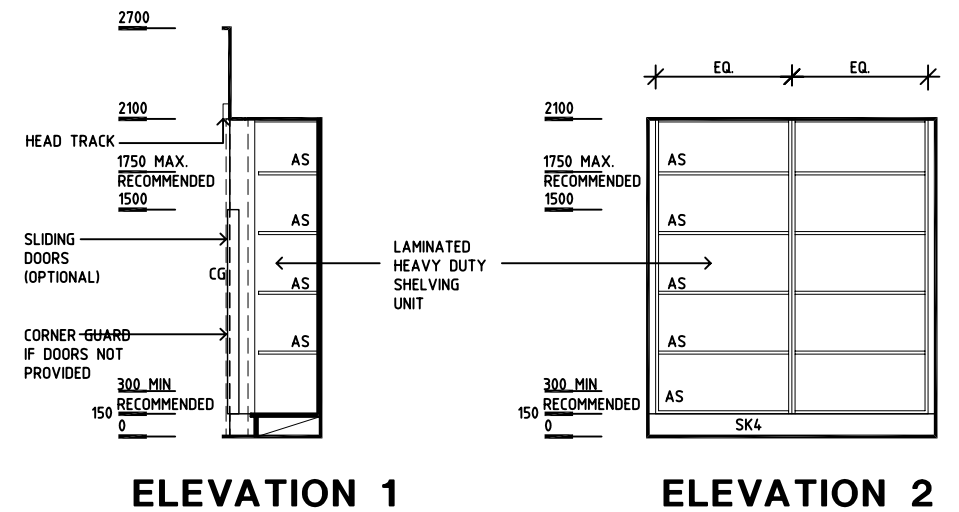 2700
2100
HEAD TRACK
1750 MAX.
RECOMMENDED
1500
SLIDING
DOORS
(OPTIONAL)
CG
CORNER GUARD
IF DOORS NOT
PROVIDED
300 MIN
RECOMMENDED
150
0
AS
AS
AS
AS
LAMINATED
HEAVY DUTY
SHELVING
UNIT
ELEVATION 1
EQ.
EQ.
2100
1750 MAX.
RECOMMENDED
1500
300 MIN
RECOMMENDED
150
0
AS
AS
AS
AS
AS
SK4
ELEVATION 2